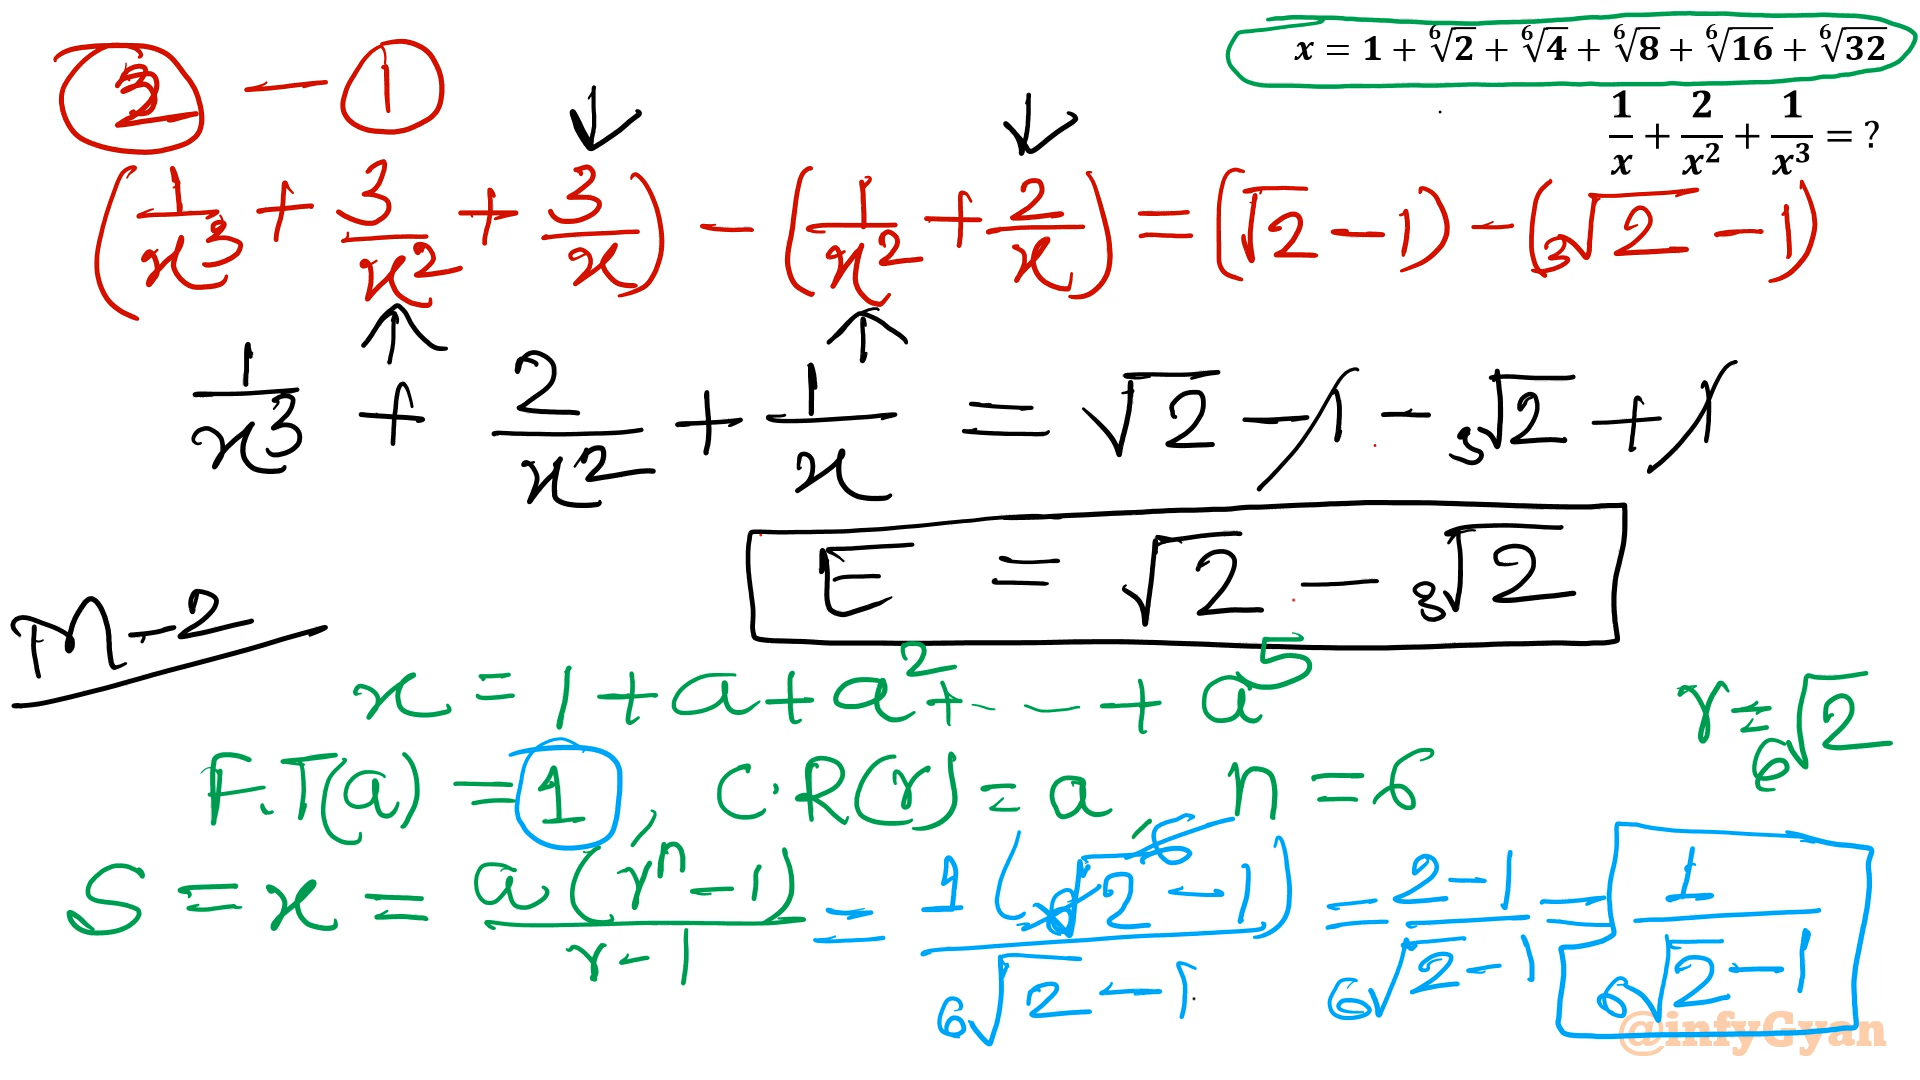 x = 1 + ⁶√2 + ⁶√4 + ⁶√8 + ⁶√16 + ⁶√32
1/x + 2/x² + 1/x³ = ?
② — ①
(1/x³ + 3/x² + 3/x) − (1/x² + 2/x) = (√2 − 1) − (³√2 − 1)
1/x³ + 2/x² + 1/x = √2 − 1 − ³√2 + 1
E = √2 − ³√2
M−2
x = 1 + a + a² + ..... + a⁵
r = ⁶√2
F.T(a) = 1, C.R(r) = a, n = 6
S = x = a(rⁿ − 1)/(r − 1) = 1(⁶√2⁶ − 1)/(⁶√2 − 1) = (2 − 1)/(⁶√2 − 1) = 1/(⁶√2 − 1)
@infyGyan